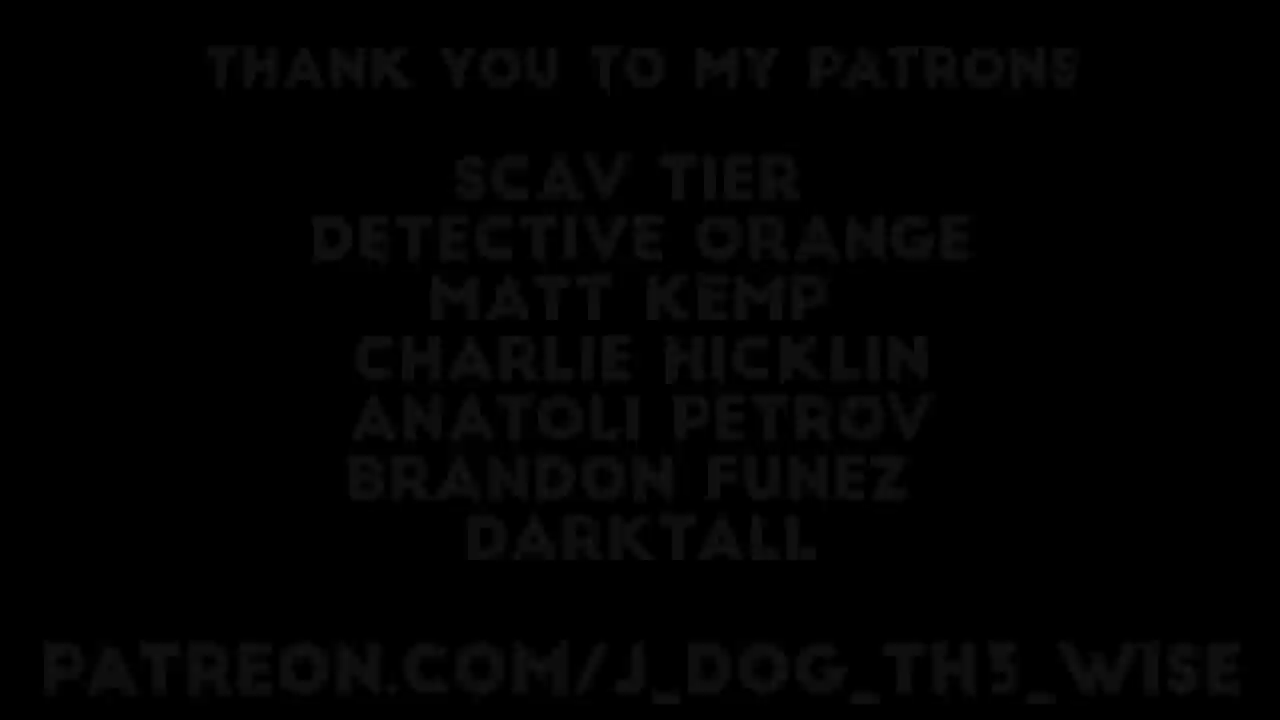 THANK YOU TO MY PATRONS
SCAV TIER
DETECTIVE ORANGE
MATT KEMP
CHARLIE HICKLIN
ANATOLI PETROV
BRANDON FUNEZ
DARKTALL
PATREON.COM/J_DOG_TH3_W1SE